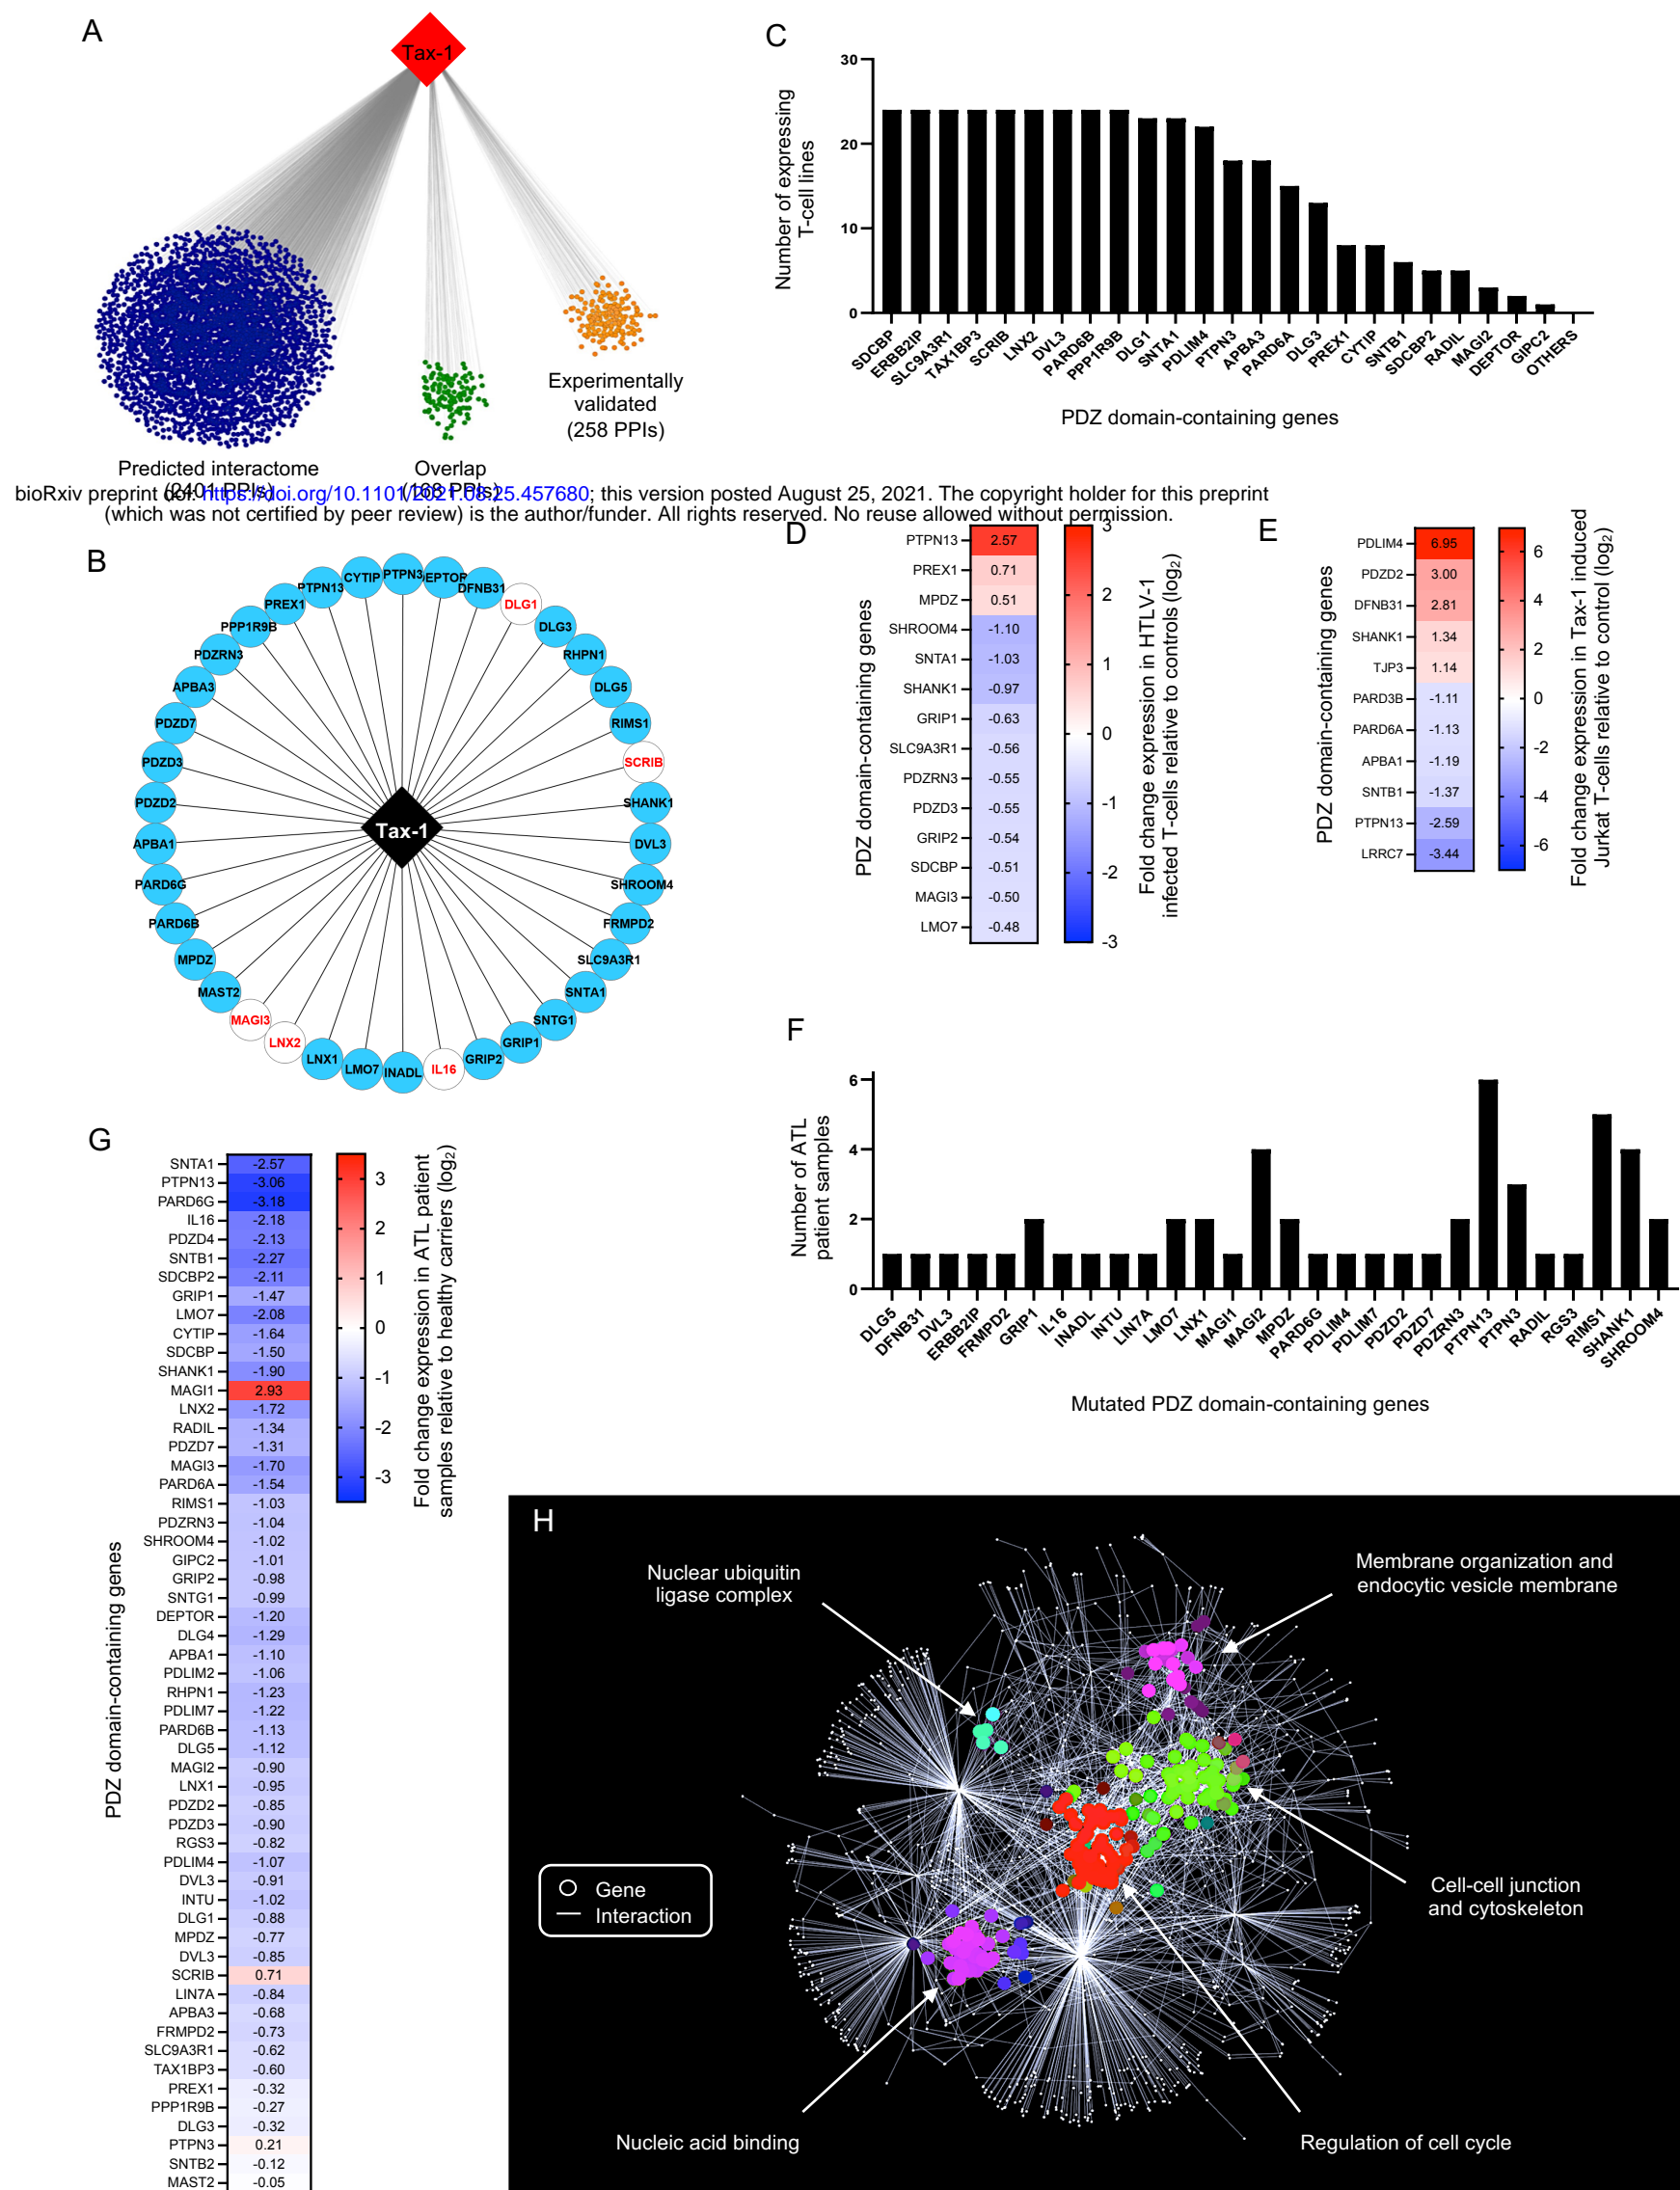 A
Tax-1
Predicted interactome
(2401 PPIs)
Overlap
(168 PPIs)
Experimentally
validated
(258 PPIs)
bioRxiv preprint doi: https://doi.org/10.1101/2021.08.25.457680; this version posted August 25, 2021. The copyright holder for this preprint
(which was not certified by peer review) is the author/funder. All rights reserved. No reuse allowed without permission.
B
PTPN3
DFNB31
DLG1
DLG3
RHPN1
DLG5
RIMS1
SCRIB
SHANK1
DVL3
SHROOM4
FRMPD2
SLC9A3R1
SNTA1
SNTG1
GRIP1
GRIP2
IL16
INADL
LMO7
LNX1
LNX2
MAGI3
MAST2
MPDZ
PARD6B
PARD6G
APBA1
PDZD2
PDZD3
PDZD7
APBA3
PDZRN3
PPP1R9B
PREX1
PTPN13
CYTIP
Tax-1
C
Number of expressing
T-cell lines
30
20
10
0
SDCBP
ERBB2IP
SLC9A3R1
TAX1BP3
SCRIB
LNX2
DVL3
PARD6B
PPP1R9B
DLG1
SNTA1
PDLIM4
PTPN3
APBA3
PARD6A
DLG3
PREX1
CYTIP
SNTB1
SDCBP2
RADIL
MAGI2
DEPTOR
GIPC2
OTHERS
PDZ domain-containing genes
D
PDZ domain-containing genes
PTPN13 2.57
PREX1 0.71
MPDZ 0.51
SHROOM4 -1.10
SNTA1 -1.03
SHANK1 -0.97
GRIP1 -0.63
SLC9A3R1 -0.56
PDZRN3 -0.55
PDZD3 -0.55
GRIP2 -0.54
SDCBP -0.51
MAGI3 -0.50
LMO7 -0.48
3
2
1
0
-1
-2
-3
Fold change expression in HTLV-1
infected T-cells relative to controls (log2)
E
PDZ domain-containing genes
PDLIM4 6.95
PDZD2 3.00
DFNB31 2.81
SHANK1 1.34
TJP3 1.14
PARD3B -1.11
PARD6A -1.13
APBA1 -1.19
SNTB1 -1.37
PTPN13 -2.59
LRRC7 -3.44
6
4
2
0
-2
-4
-6
Fold change expression in Tax-1 induced
Jurkat T-cells relative to control (log2)
F
Number of ATL
patient samples
6
4
2
0
DLG5
DFNB31
DVL3
ERBB2IP
FRMPD2
GRIP1
IL16
INADL
INTU
LIN7A
LMO7
LNX1
MAGI1
MAGI2
MPDZ
PARD6G
PDLIM4
PDLIM7
PDZD2
PDZD7
PDZRN3
PTPN13
PTPN3
RADIL
RGS3
RIMS1
SHANK1
SHROOM4
Mutated PDZ domain-containing genes
G
PDZ domain-containing genes
SNTA1 -2.57
PTPN13 -3.06
PARD6G -3.18
IL16 -2.18
PDZD4 -2.13
SNTB1 -2.27
SDCBP2 -2.11
GRIP1 -1.47
LMO7 -2.08
CYTIP -1.64
SDCBP -1.50
SHANK1 -1.90
MAGI1 2.93
LNX2 -1.72
RADIL -1.34
PDZD7 -1.31
MAGI3 -1.70
PARD6A -1.54
RIMS1 -1.03
PDZRN3 -1.04
SHROOM4 -1.02
GIPC2 -1.01
GRIP2 -0.98
SNTG1 -0.99
DEPTOR -1.20
DLG4 -1.29
APBA1 -1.10
PDLIM2 -1.06
RHPN1 -1.23
PDLIM7 -1.22
PARD6B -1.13
DLG5 -1.12
MAGI2 -0.90
LNX1 -0.95
PDZD2 -0.85
PDZD3 -0.90
RGS3 -0.82
PDLIM4 -1.07
DVL3 -0.91
INTU -1.02
DLG1 -0.88
MPDZ -0.77
DVL3 -0.85
SCRIB 0.71
LIN7A -0.84
APBA3 -0.68
FRMPD2 -0.73
SLC9A3R1 -0.62
TAX1BP3 -0.60
PREX1 -0.32
PPP1R9B -0.27
DLG3 -0.32
PTPN3 0.21
SNTB2 -0.12
MAST2 -0.05
3
2
1
0
-1
-2
-3
Fold change expression in ATL patient
samples relative to healthy carriers (log2)
H
Nuclear ubiquitin
ligase complex
Membrane organization and
endocytic vesicle membrane
Gene
Interaction
Cell-cell junction
and cytoskeleton
Nucleic acid binding
Regulation of cell cycle